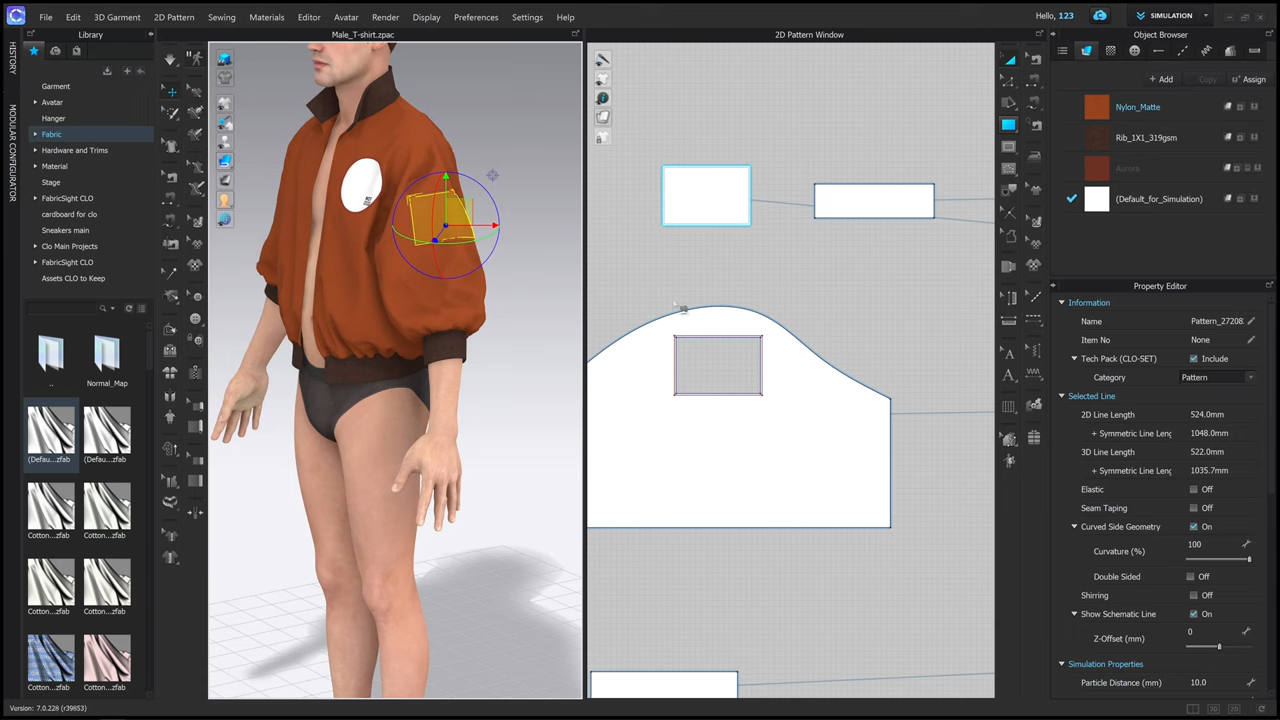 File Edit 3D Garment 2D Pattern Sewing Materials Editor Avatar Render Display Preferences Settings Help
Hello, 123
SIMULATION
HISTORY
MODULAR CONFIGURATOR
Library
Garment
Avatar
Hanger
Fabric
Hardware and Trims
Material
Stage
FabricSight CLO
cardboard for clo
Sneakers main
Clo Main Projects
FabricSight CLO
Assets CLO to Keep
..
Normal_Map
(Defau...zfab
(Defau...zfab
Cotton...zfab
Cotton...zfab
Cotton...zfab
Cotton...zfab
Cotton...zfab
Cotton...zfab
Version: 7.0.228 (r39853)
Male_T-shirt.zpac
2D Pattern Window
Object Browser
+ Add
Copy
Assign
Nylon_Matte
Rib_1X1_319gsm
Aurora
(Default_for_Simulation)
Property Editor
Information
Name Pattern_27208
Item No None
Tech Pack (CLO-SET) Include
Category Pattern
Selected Line
2D Line Length 524.0mm
+ Symmetric Line Leng 1048.0mm
3D Line Length 522.0mm
+ Symmetric Line Leng 1035.7mm
Elastic Off
Seam Taping Off
Curved Side Geometry On
Curvature (%) 100
Double Sided Off
Shirring Off
Show Schematic Line On
Z-Offset (mm) 0
Simulation Properties
Particle Distance (mm) 10.0
3D
2D